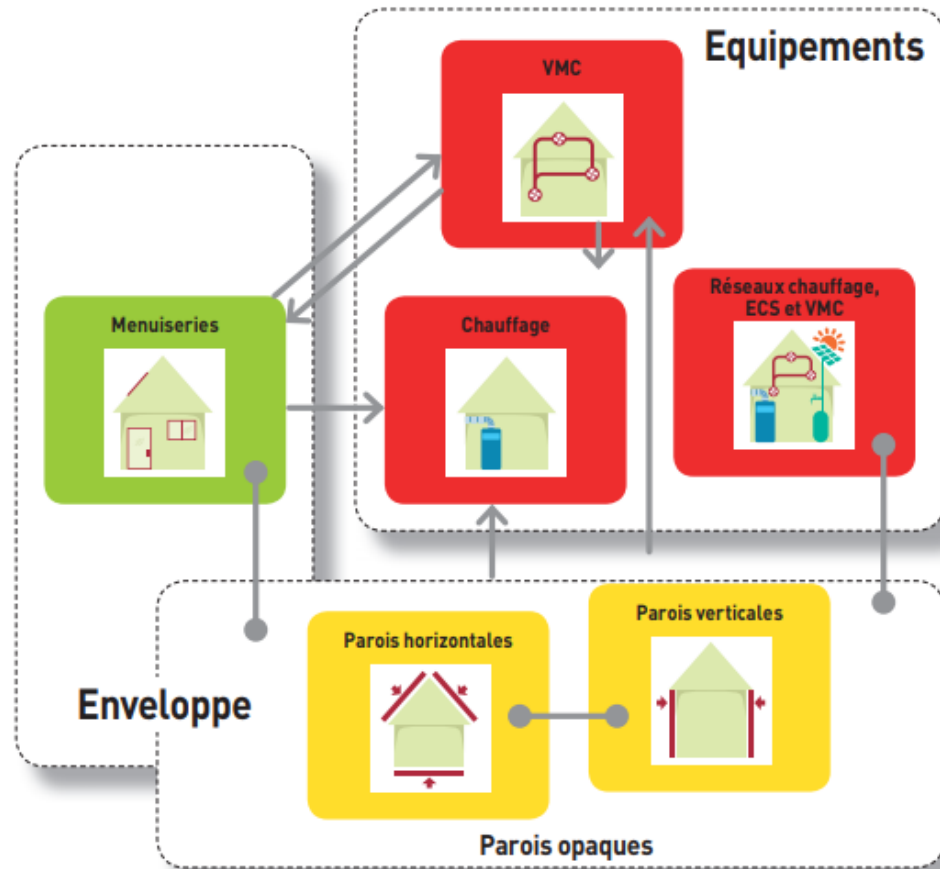 Equipements
VMC
Menuiseries
Chauffage
Réseaux chauffage,
ECS et VMC
Parois horizontales
Parois verticales
Enveloppe
Parois opaques